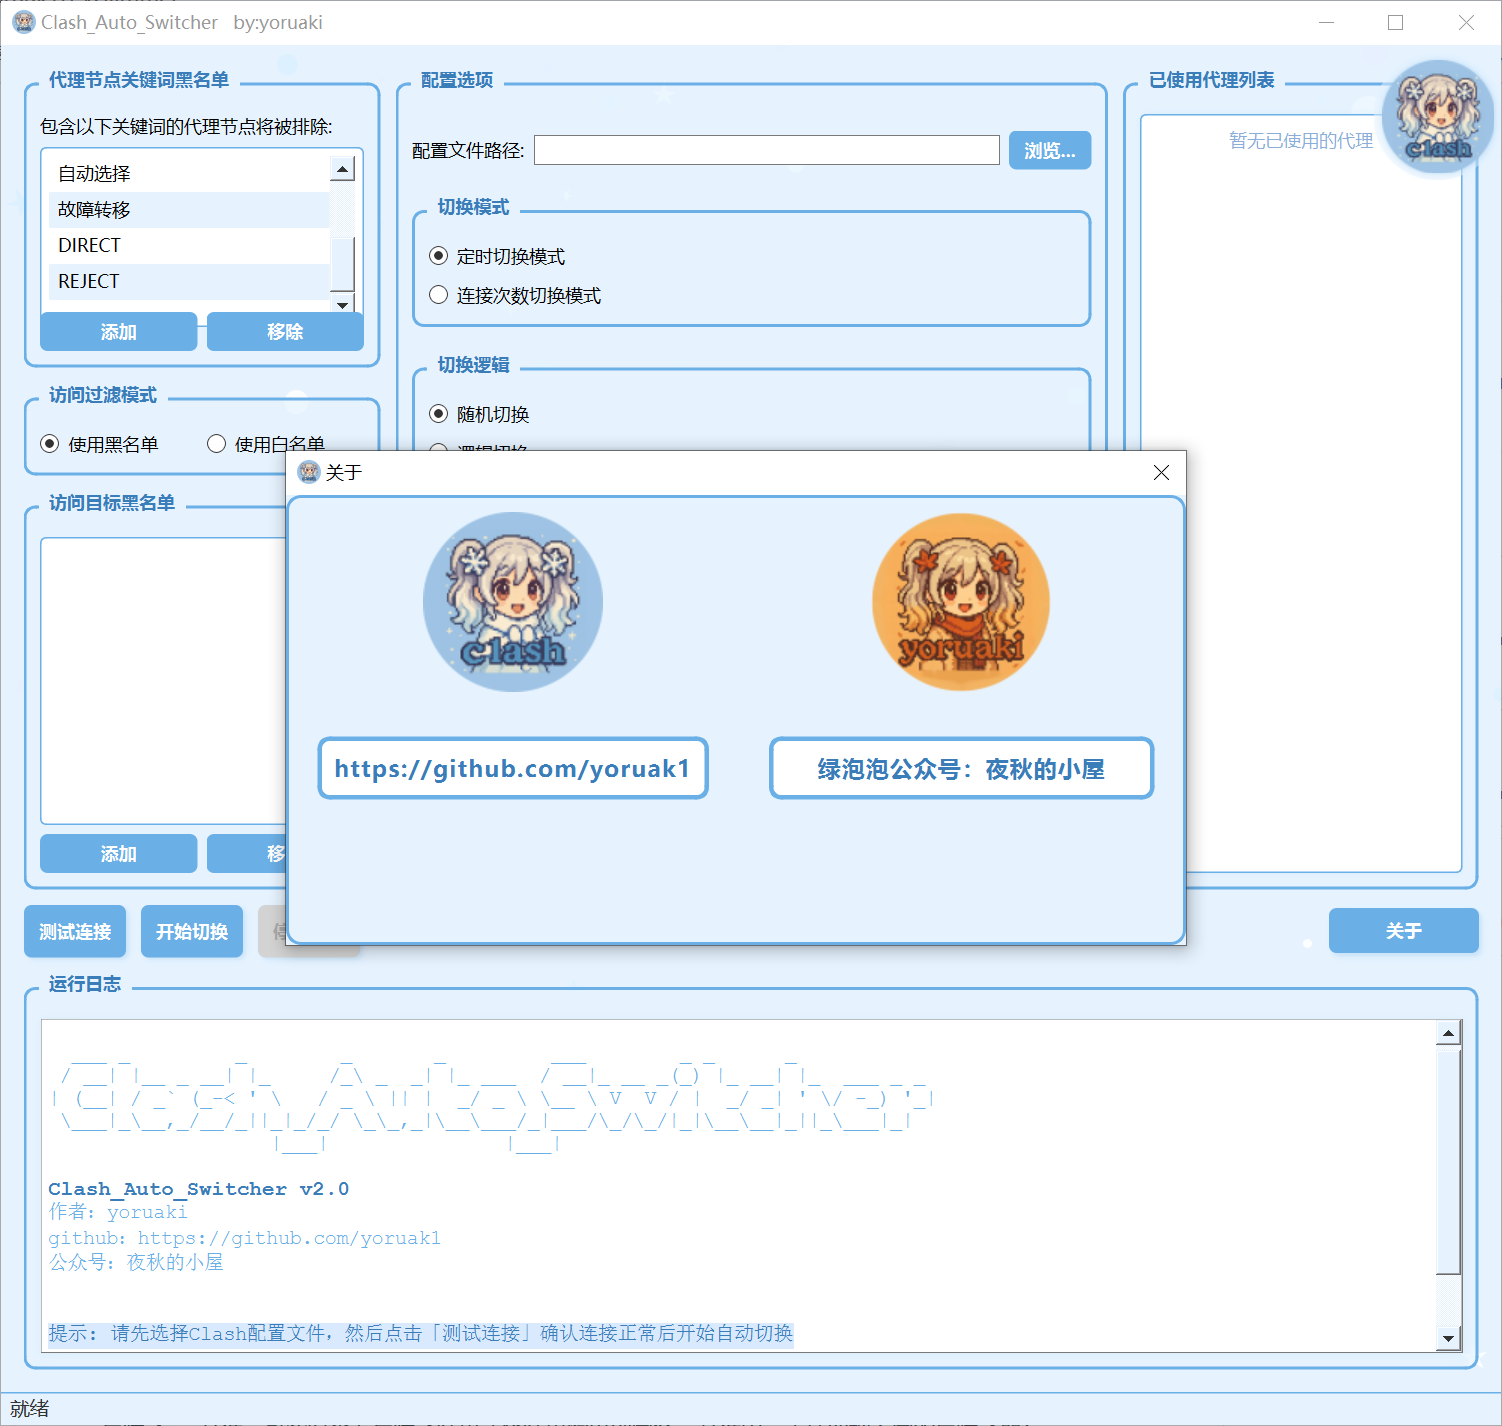 Clash_Auto_Switcher by:yoruaki
代理节点关键词黑名单
包含以下关键词的代理节点将被排除:
自动选择
故障转移
DIRECT
REJECT
添加
移除
访问过滤模式
使用黑名单
使用白名单
访问目标黑名单
添加
移
配置选项
配置文件路径:
浏览...
切换模式
定时切换模式
连接次数切换模式
切换逻辑
随机切换
已使用代理列表
暂无已使用的代理
clash
关于
clash
yoruaki
https://github.com/yoruak1
绿泡泡公众号：夜秋的小屋
测试连接
开始切换
关于
运行日志
Clash_Auto_Switcher
Clash_Auto_Switcher v2.0
作者：yoruaki
github：https://github.com/yoruak1
公众号：夜秋的小屋
提示：请先选择Clash配置文件，然后点击「测试连接」确认连接正常后开始自动切换
就绪